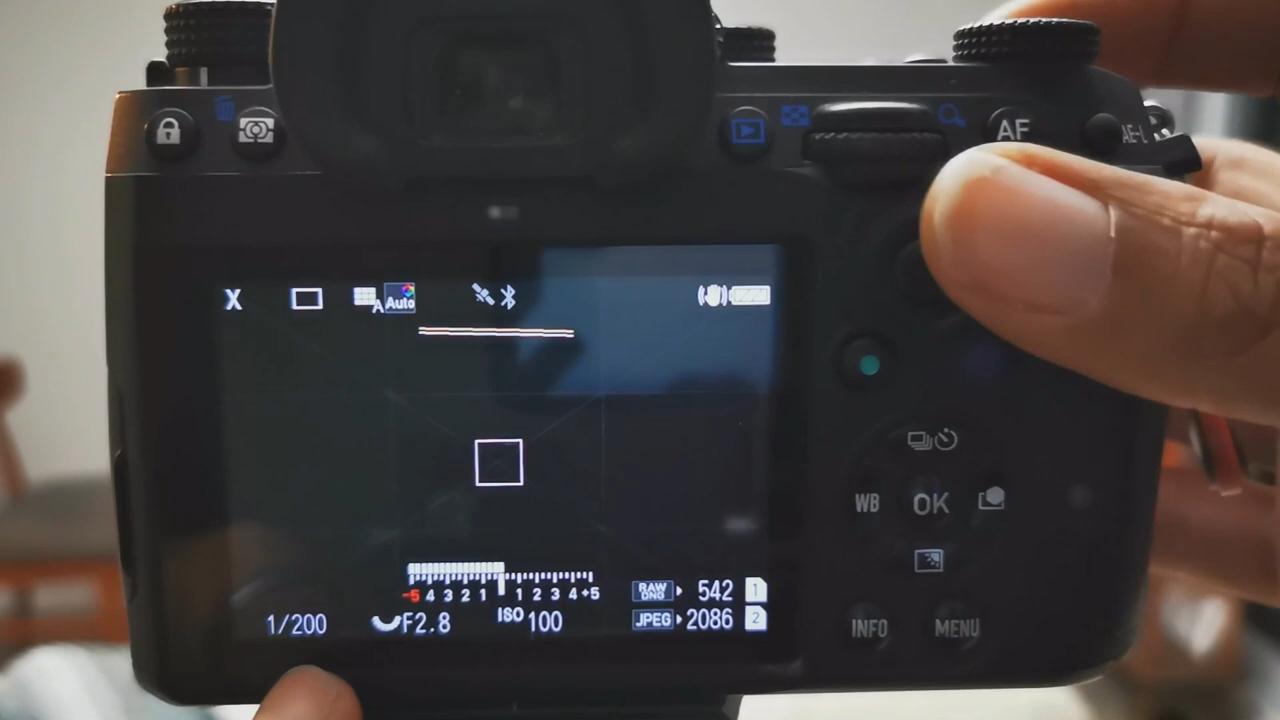 AF
AE-L
X
A Auto
-5 4 3 2 1 1 2 3 4 +5
RAW DNG 542 1
1/200 F2.8 ISO 100 JPEG 2086 2
WB OK
INFO MENU